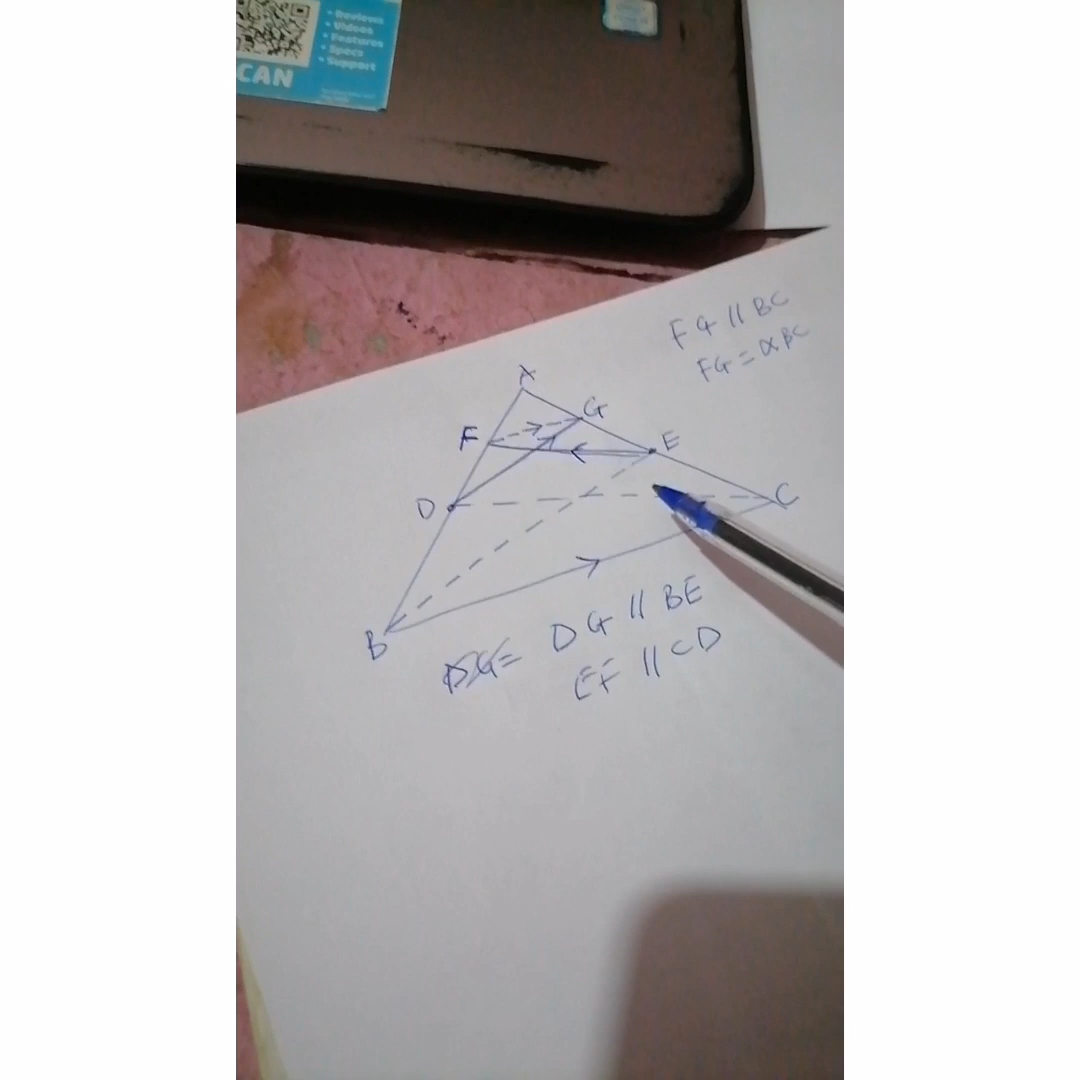 • Reviews
• Videos
• Features
• Specs
• Support
CAN
FG // BC
FG = αBC
A
G
F
E
D
C
B
DG // BE
EF // CD